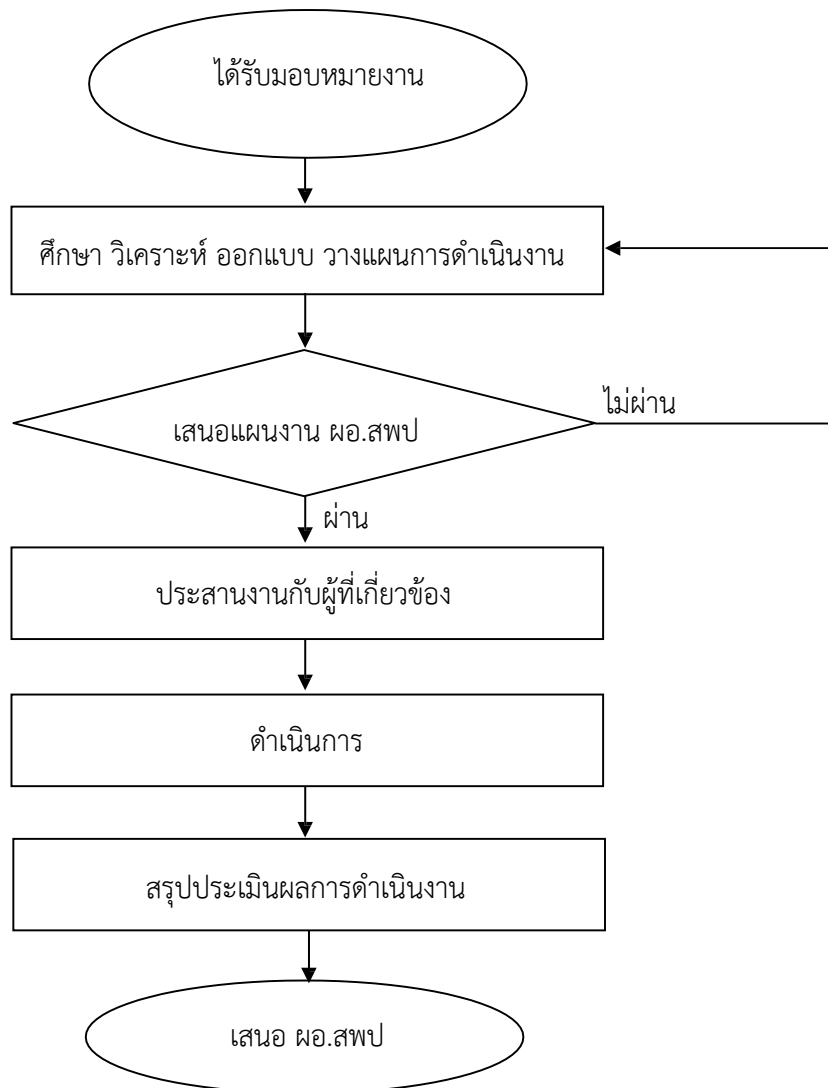 ได้รับมอบหมายงาน
ศึกษา วิเคราะห์ ออกแบบ วางแผนการดำเนินงาน
ไม่ผ่าน
เสนอแผนงาน ผอ.สพป
ผ่าน
ประสานงานกับผู้ที่เกี่ยวข้อง
ดำเนินการ
สรุปประเมินผลการดำเนินงาน
เสนอ ผอ.สพป